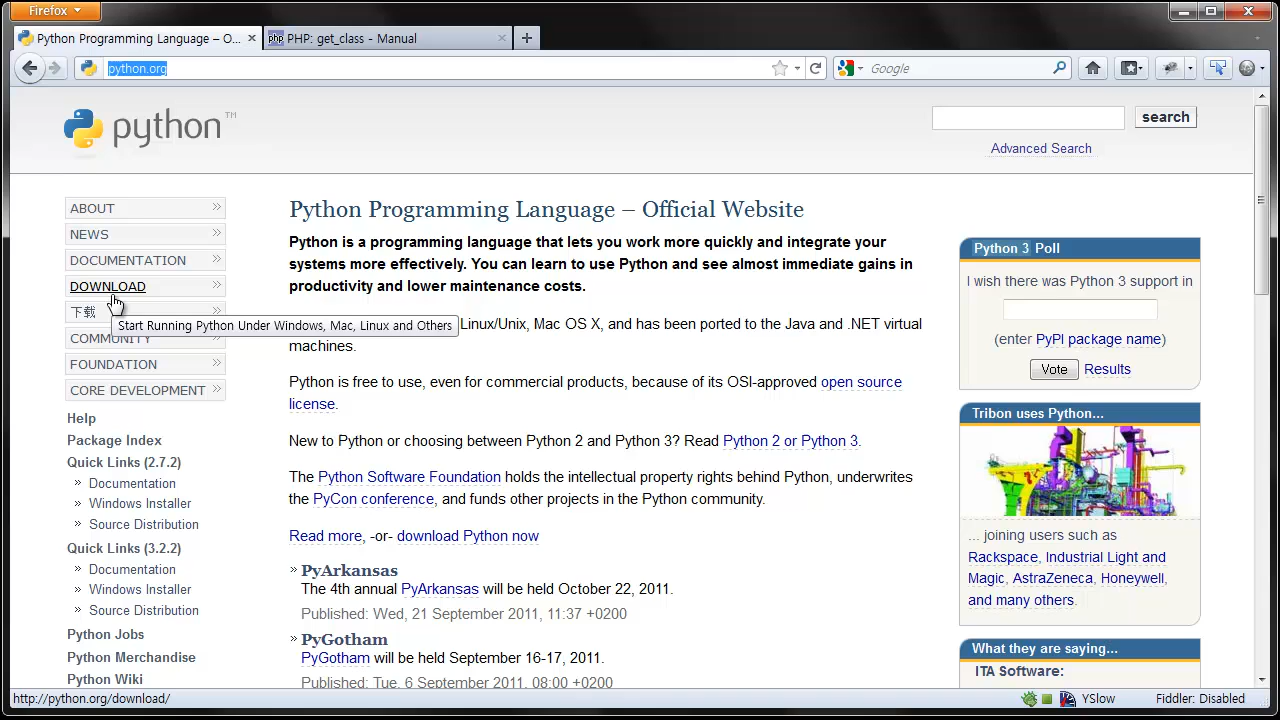 Firefox
Python Programming Language – O...
PHP: get_class - Manual
python.org
Google
python™
search
Advanced Search
ABOUT
NEWS
DOCUMENTATION
DOWNLOAD
下载
Start Running Python Under Windows, Mac, Linux and Others
COMMUNITY
FOUNDATION
CORE DEVELOPMENT
Help
Package Index
Quick Links (2.7.2)
Documentation
Windows Installer
Source Distribution
Quick Links (3.2.2)
Documentation
Windows Installer
Source Distribution
Python Jobs
Python Merchandise
Python Wiki
Python Programming Language – Official Website
Python is a programming language that lets you work more quickly and integrate your
systems more effectively. You can learn to use Python and see almost immediate gains in
productivity and lower maintenance costs.
Linux/Unix, Mac OS X, and has been ported to the Java and .NET virtual
machines.
Python is free to use, even for commercial products, because of its OSI-approved open source
license.
New to Python or choosing between Python 2 and Python 3? Read Python 2 or Python 3.
The Python Software Foundation holds the intellectual property rights behind Python, underwrites
the PyCon conference, and funds other projects in the Python community.
Read more, -or- download Python now
PyArkansas
The 4th annual PyArkansas will be held October 22, 2011.
Published: Wed, 21 September 2011, 11:37 +0200
PyGotham
PyGotham will be held September 16-17, 2011.
Published: Tue, 6 September 2011, 08:00 +0200
Python 3 Poll
I wish there was Python 3 support in
(enter PyPI package name)
Vote Results
Tribon uses Python...
... joining users such as
Rackspace, Industrial Light and
Magic, AstraZeneca, Honeywell,
and many others.
What they are saying...
ITA Software:
http://python.org/download/
YSlow
Fiddler: Disabled